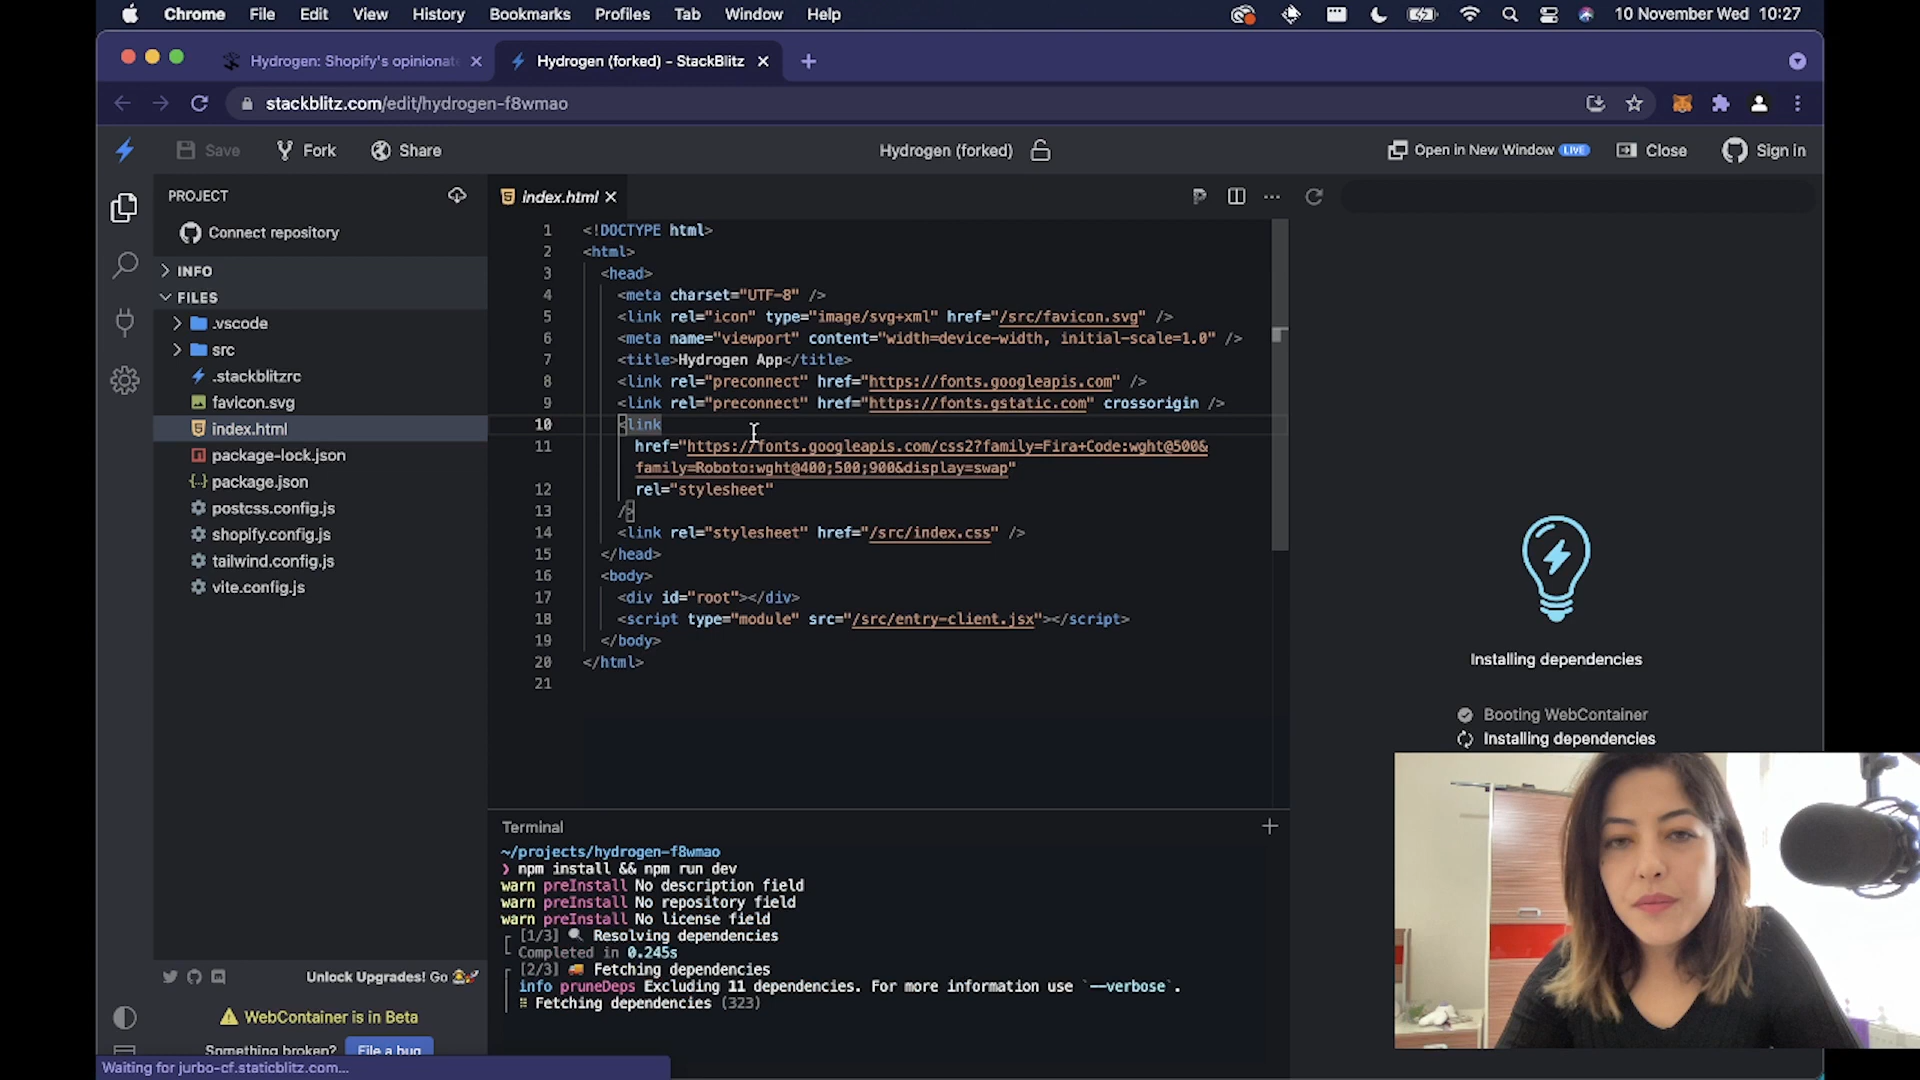 Chrome File Edit View History Bookmarks Profiles Tab Window Help 10 November Wed 10:27
Hydrogen: Shopify's opinionate
Hydrogen (forked) – StackBlitz
stackblitz.com/edit/hydrogen-f8wmao
Save Fork Share Hydrogen (forked) Open in New Window LIVE Close Sign in
PROJECT
Connect repository
INFO
FILES
.vscode
src
.stackblitzrc
favicon.svg
index.html
package-lock.json
package.json
postcss.config.js
shopify.config.js
tailwind.config.js
vite.config.js
Unlock Upgrades! Go
WebContainer is in Beta
Something broken? File a bug
Waiting for jurbo-cf.staticblitz.com...
index.html
1 <!DOCTYPE html>
2 <html>
3 <head>
4 <meta charset="UTF-8" />
5 <link rel="icon" type="image/svg+xml" href="/src/favicon.svg" />
6 <meta name="viewport" content="width=device-width, initial-scale=1.0" />
7 <title>Hydrogen App</title>
8 <link rel="preconnect" href="https://fonts.googleapis.com" />
9 <link rel="preconnect" href="https://fonts.gstatic.com" crossorigin />
10 <link
11 href="https://fonts.googleapis.com/css2?family=Fira+Code:wght@500&
family=Roboto:wght@400;500;900&display=swap"
12 rel="stylesheet"
13 />
14 <link rel="stylesheet" href="/src/index.css" />
15 </head>
16 <body>
17 <div id="root"></div>
18 <script type="module" src="/src/entry-client.jsx"></script>
19 </body>
20 </html>
21
Terminal
~/projects/hydrogen-f8wmao
❯ npm install && npm run dev
warn preInstall No description field
warn preInstall No repository field
warn preInstall No license field
[1/3] 🔍 Resolving dependencies
Completed in 0.245s
[2/3] 🚚 Fetching dependencies
info pruneDeps Excluding 11 dependencies. For more information use `--verbose`.
⠿ Fetching dependencies (323)
Installing dependencies
Booting WebContainer
Installing dependencies